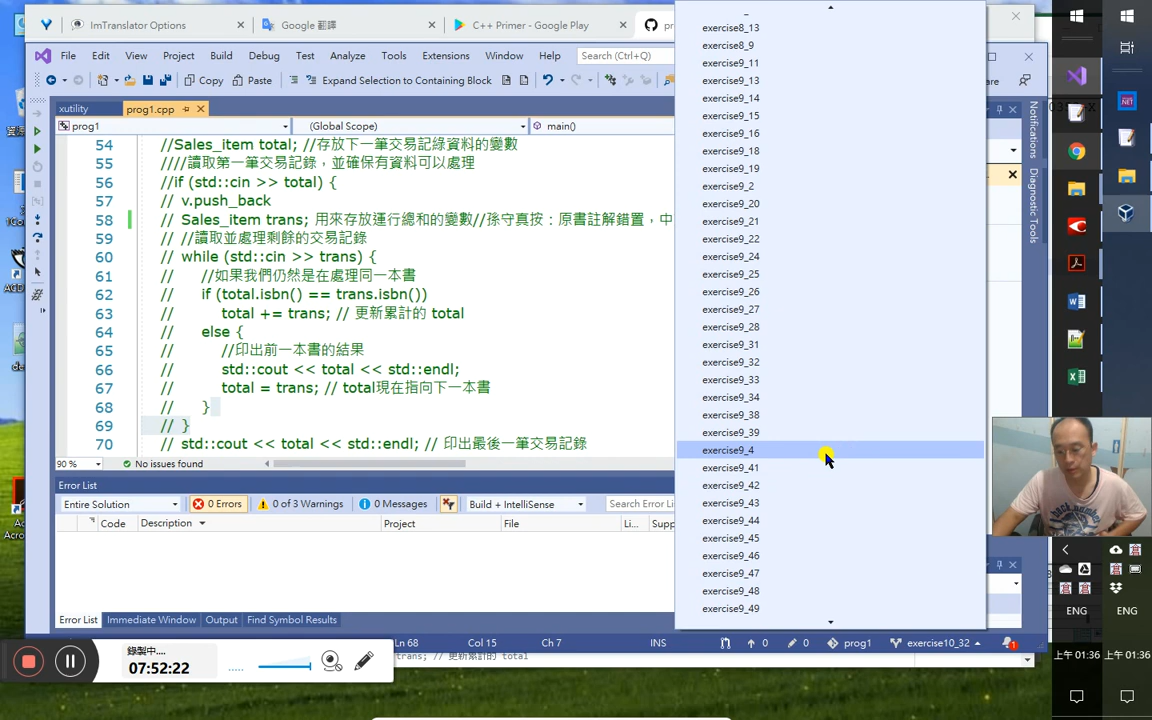 ImTranslator Options
Google 翻譯
C++ Primer - Google Play
pr
File Edit View Project Build Debug Test Analyze Tools Extensions Window Help Search (Ctrl+Q)
Copy Paste Expand Selection to Containing Block
are
xutility
prog1.cpp
prog1
(Global Scope)
main()
54 //Sales_item total; //存放下一筆交易記錄資料的變數
55 ////讀取第一筆交易記錄，並確保有資料可以處理
56 //if (std::cin >> total) {
57 // v.push_back
58 // Sales_item trans; 用來存放運行總和的變數//孫守真按：原書註解錯置，中
59 // //讀取並處理剩餘的交易記錄
60 // while (std::cin >> trans) {
61 // //如果我們仍然是在處理同一本書
62 // if (total.isbn() == trans.isbn())
63 // total += trans; // 更新累計的 total
64 // else {
65 // //印出前一本書的結果
66 // std::cout << total << std::endl;
67 // total = trans; // total現在指向下一本書
68 // }
69 // }
70 // std::cout << total << std::endl; // 印出最後一筆交易記錄
90 %
No issues found
Error List
Entire Solution
0 Errors
0 of 3 Warnings
0 Messages
Build + IntelliSense
Search Error Li
Code Description Project File Li... Supp
Error List Immediate Window Output Find Symbol Results
Ln 68 Col 15 Ch 7 INS 0 0 prog1 exercise10_32 1
trans; // 更新累計的 total
exercise8_13
exercise8_9
exercise9_11
exercise9_13
exercise9_14
exercise9_15
exercise9_16
exercise9_18
exercise9_19
exercise9_2
exercise9_20
exercise9_21
exercise9_22
exercise9_24
exercise9_25
exercise9_26
exercise9_27
exercise9_28
exercise9_31
exercise9_32
exercise9_33
exercise9_34
exercise9_38
exercise9_39
exercise9_4
exercise9_41
exercise9_42
exercise9_43
exercise9_44
exercise9_45
exercise9_46
exercise9_47
exercise9_48
exercise9_49
Notifications
Diagnostic Tools
錄製中....
07:52:22
ENG
ENG
上午 01:36
上午 01:36